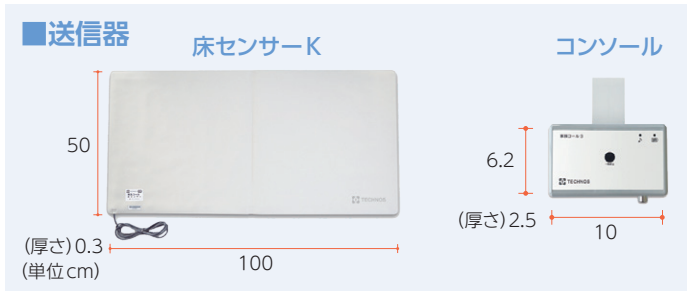 ■送信器
床センサーK
コンソール
50
6.2
(厚さ)2.5
10
(厚さ)0.3
(単位cm)
100
TECHNOS
TECHNOS